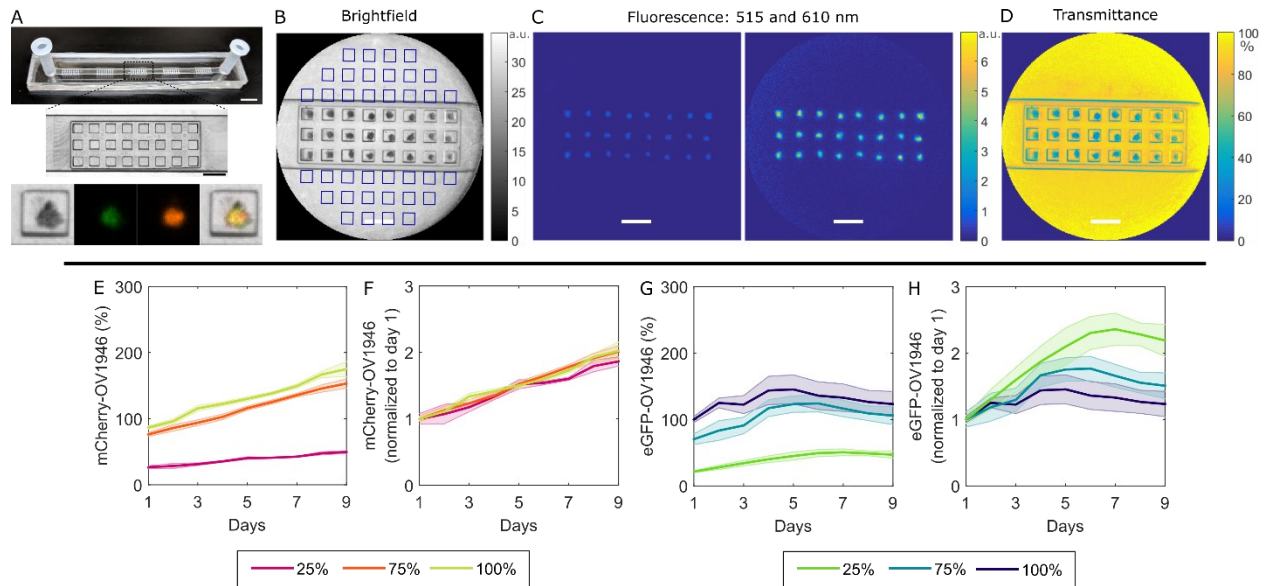 A
B
Brightfield
a.u.
30
25
20
15
10
5
0
C
Fluorescence: 515 and 610 nm
a.u.
6
5
4
3
2
1
0
D
Transmittance
100
%
80
60
40
20
0
E
mCherry-OV1946 (%)
300
200
100
0
1 3 5 7 9
Days
F
mCherry-OV1946
(normalized to day 1)
3
2
1
0
1 3 5 7 9
Days
25% 75% 100%
G
eGFP-OV1946 (%)
300
200
100
0
1 3 5 7 9
Days
H
eGFP-OV1946
(normalized to day 1)
3
2
1
0
1 3 5 7 9
Days
25% 75% 100%